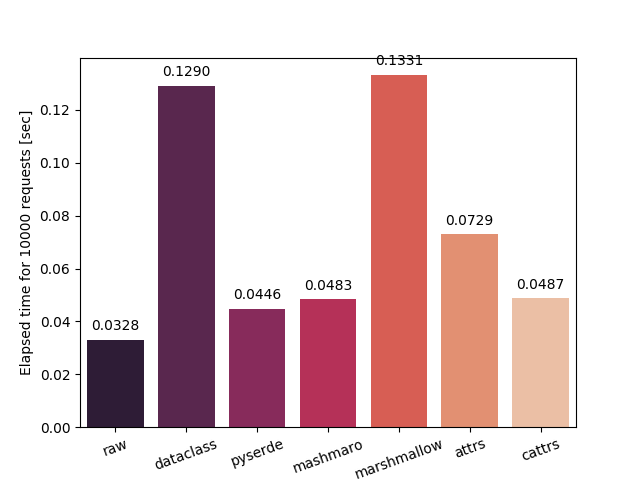 0.1331
0.1290
0.12
0.10
0.08
0.0729
0.06
0.0446
0.0483
0.0487
0.04
0.0328
0.02
0.00
Elapsed time for 10000 requests [sec]
raw
dataclass
pyserde
mashmaro
marshmallow
attrs
cattrs